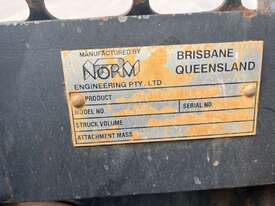 MANUFACTURED BY
NORM
ENGINEERING PTY. LTD.
BRISBANE
QUEENSLAND
PRODUCT
MODEL NO
SERIAL NO.
STRUCK VOLUME
ATTACHMENT MASS